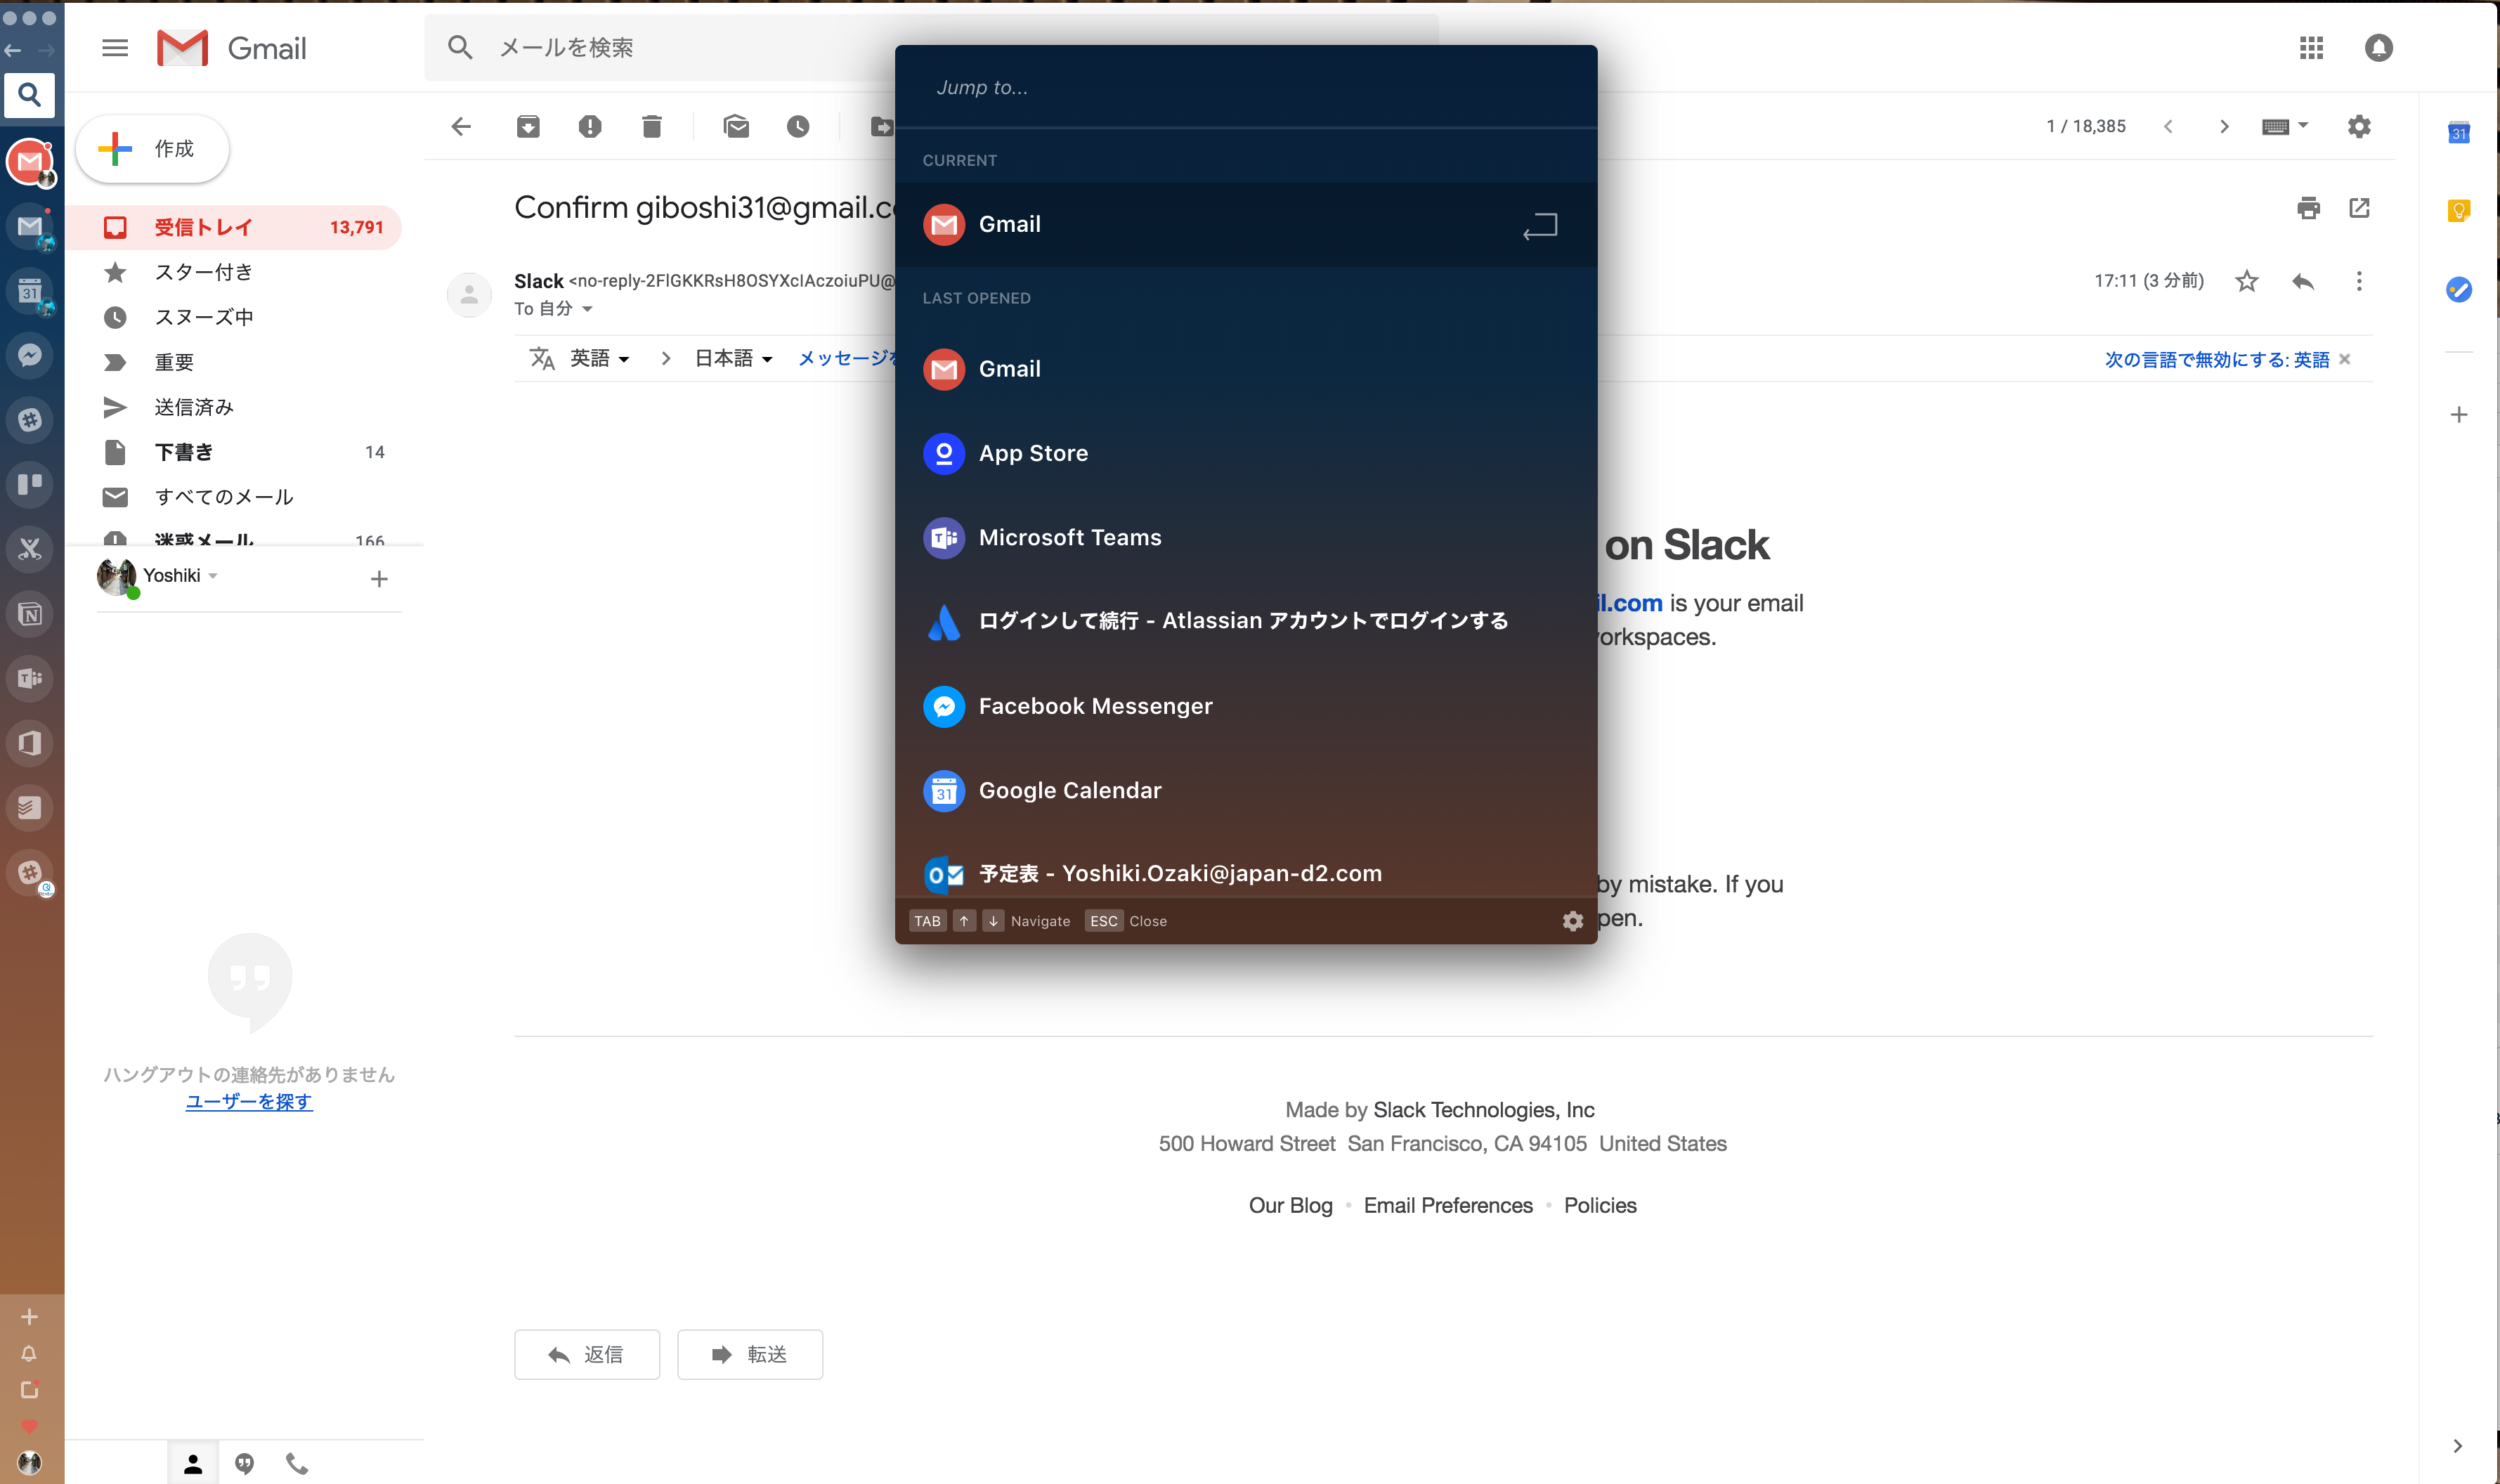 Gmail
メールを検索
Jump to...
作成
1 / 18,385
31
CURRENT
Gmail
Confirm giboshi31@gmail.c
受信トレイ 13,791
スター付き
スヌーズ中
重要
送信済み
下書き 14
すべてのメール
迷惑メール 166
Yoshiki
Slack <no-reply-2FlGKKRsH8OSYXcIAczoiuPU@
17:11 (3 分前)
To 自分
英語 > 日本語 メッセージを
次の言語で無効にする: 英語 ×
LAST OPENED
Gmail
App Store
Microsoft Teams
ログインして続行 - Atlassian アカウントでログインする
Facebook Messenger
31 Google Calendar
予定表 - Yoshiki.Ozaki@japan-d2.com
TAB ↑ ↓ Navigate ESC Close
on Slack
il.com is your email
orkspaces.
by mistake. If you
pen.
ハングアウトの連絡先がありません
ユーザーを探す
Made by Slack Technologies, Inc
500 Howard Street San Francisco, CA 94105 United States
Our Blog • Email Preferences • Policies
返信
転送